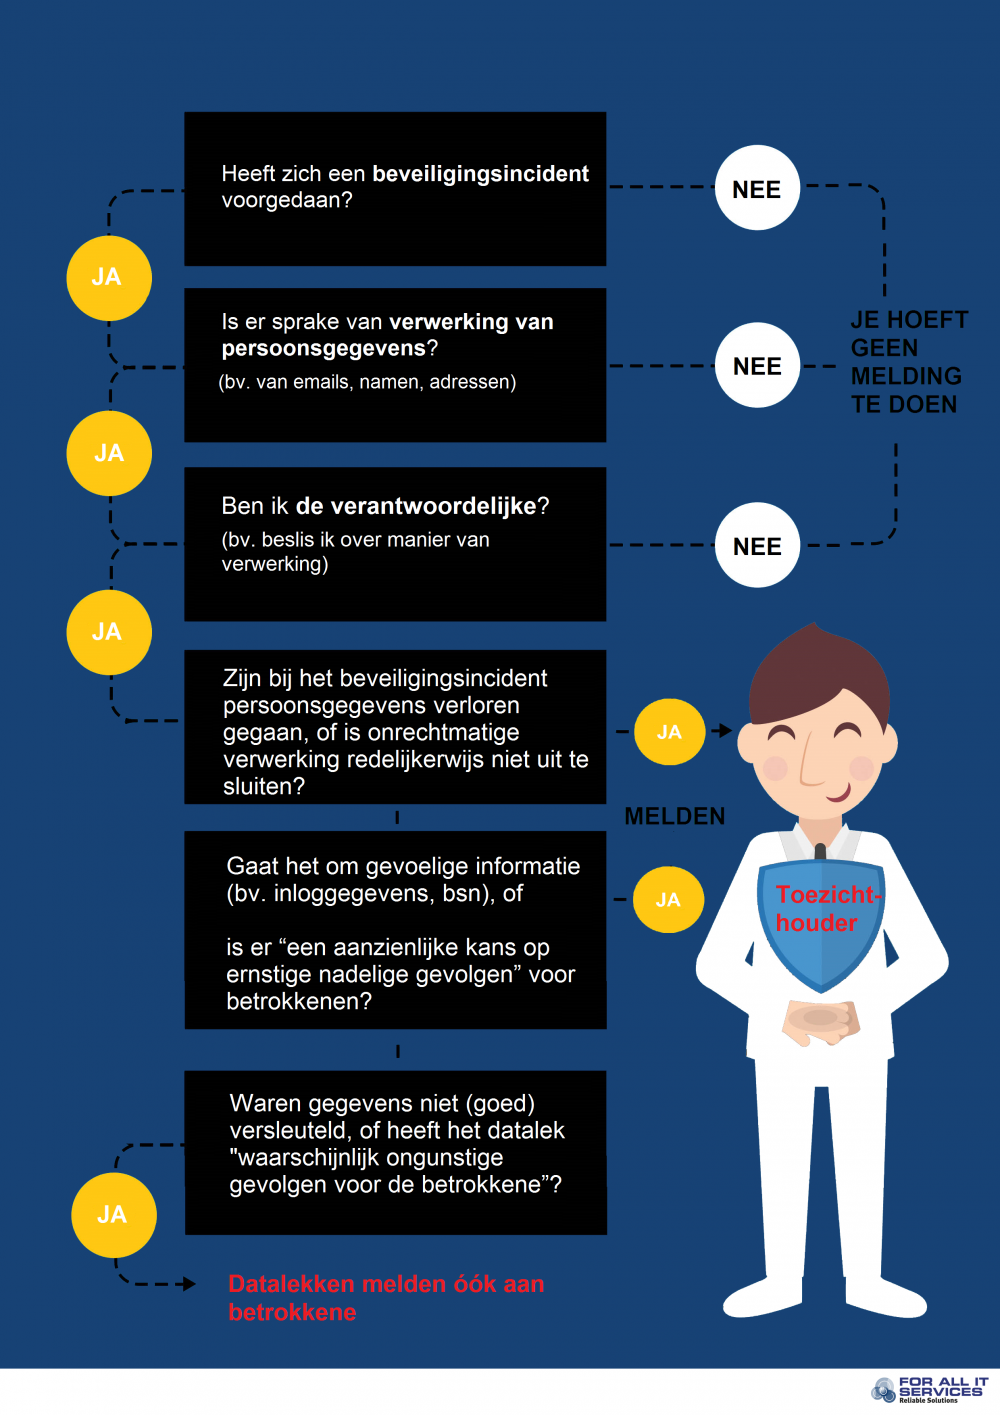 Heeft zich een beveiligingsincident
voorgedaan?
NEE
JA
Is er sprake van verwerking van
persoonsgegevens?
(bv. van emails, namen, adressen)
NEE
JE HOEFT
GEEN
MELDING
TE DOEN
JA
Ben ik de verantwoordelijke?
(bv. beslis ik over manier van
verwerking)
NEE
JA
Zijn bij het beveiligingsincident
persoonsgegevens verloren
gegaan, of is onrechtmatige
verwerking redelijkerwijs niet uit te
sluiten?
JA
MELDEN
Gaat het om gevoelige informatie
(bv. inloggegevens, bsn), of
is er “een aanzienlijke kans op
ernstige nadelige gevolgen” voor
betrokkenen?
JA
Toezicht-
houder
Waren gegevens niet (goed)
versleuteld, of heeft het datalek
"waarschijnlijk ongunstige
gevolgen voor de betrokkene”?
JA
Datalekken melden óók aan
betrokkene
FOR ALL IT
SERVICES
Reliable Solutions